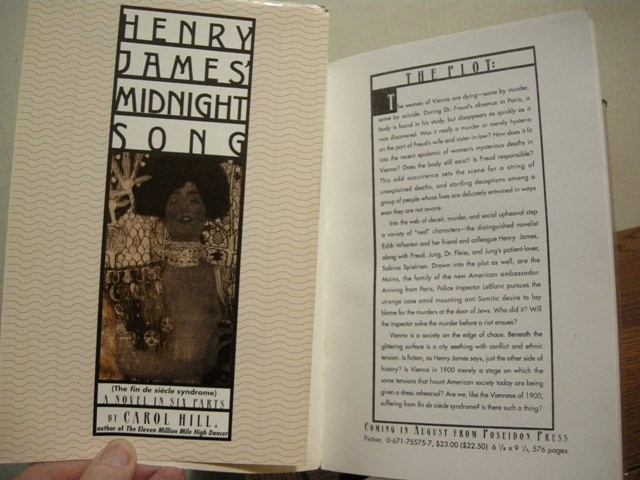 HENRY
JAMES'
MIDNIGHT
SONG
(The fin de siècle syndrome)
A NOVEL IN SIX PARTS
BY CAROL HILL,
author of The Eleven Million Mile High Dancer
THE PLOT:
The women of Vienna are dying—some by murder,
some by suicide. During Dr. Freud's absence in Paris, a
body is found in his study, but disappears as quickly as it
was discovered. Was it really a murder or merely hysteria
on the part of Freud's wife and sister-in-law? How does it fit
into the recent epidemic of women's mysterious deaths in
Vienna? Does the body still exist? Is Freud responsible?
This odd occurrence sets the scene for a string of
unexplained deaths, and startling deceptions among a
group of people whose lives are delicately entwined in ways
even they are not aware.
Into the web of deceit, murder, and social upheaval step
a variety of "real" characters—the distinguished novelist
Edith Wharton and her friend and colleague Henry James,
along with Freud, Jung, Dr. Fleiss, and Jung's patient-lover,
Sabina Spielrien. Drawn into the plot as well, are the
Mains, the family of the new American ambassador.
Arriving from Paris, Police Inspector LeBlanc pursues the
strange case amid mounting anti-Semitic desire to lay
blame for the murders at the door of Jews. Who did it? Will
the inspector solve the murder before a riot ensues?
Vienna is a society on the edge of chaos. Beneath the
glittering surface is a city seething with conflict and ethnic
tension. Is fiction, as Henry James says, just the other side of
history? Is Vienna in 1900 merely a stage on which the
some tensions that haunt American society today are being
given a dress rehearsal? Are we, like the Viennese of 1900,
suffering from fin de siècle syndrome? Is there such a thing?
COMING IN AUGUST FROM POSEIDON PRESS
Fiction, 0-671-75575-7, $23.00 ($22.50) 6 1/8 x 9 1/4, 576 pages